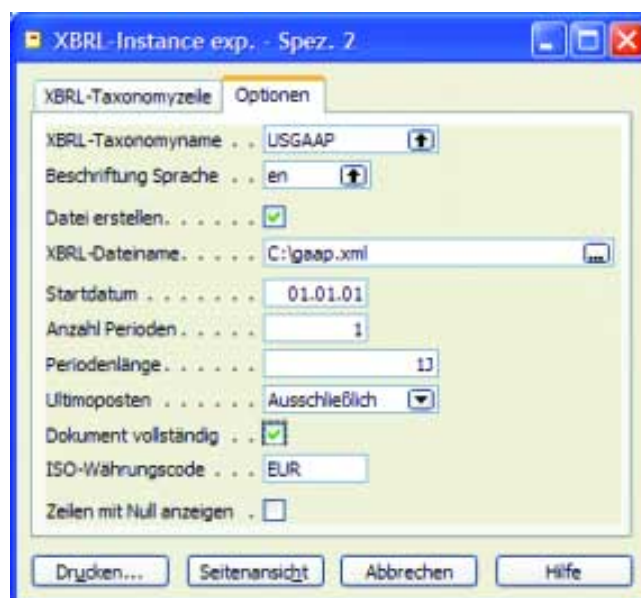 XBRL-Instance exp. - Spez. 2
XBRL-Taxonomyzeile Optionen
XBRL-Taxonomyname . . USGAAP
Beschriftung Sprache . . en
Datei erstellen. . . . . . .
XBRL-Dateiname. . . . . C:\gaap.xml ...
Startdatum . . . . . . . 01.01.01
Anzahl Perioden . . . . . 1
Periodenlänge . . . . . . 1J
Ultimoposten . . . . . . Ausschließlich
Dokument vollständig . .
ISO-Währungscode . . . EUR
Zeilen mit Null anzeigen .
Drucken... Seitenansicht Abbrechen Hilfe